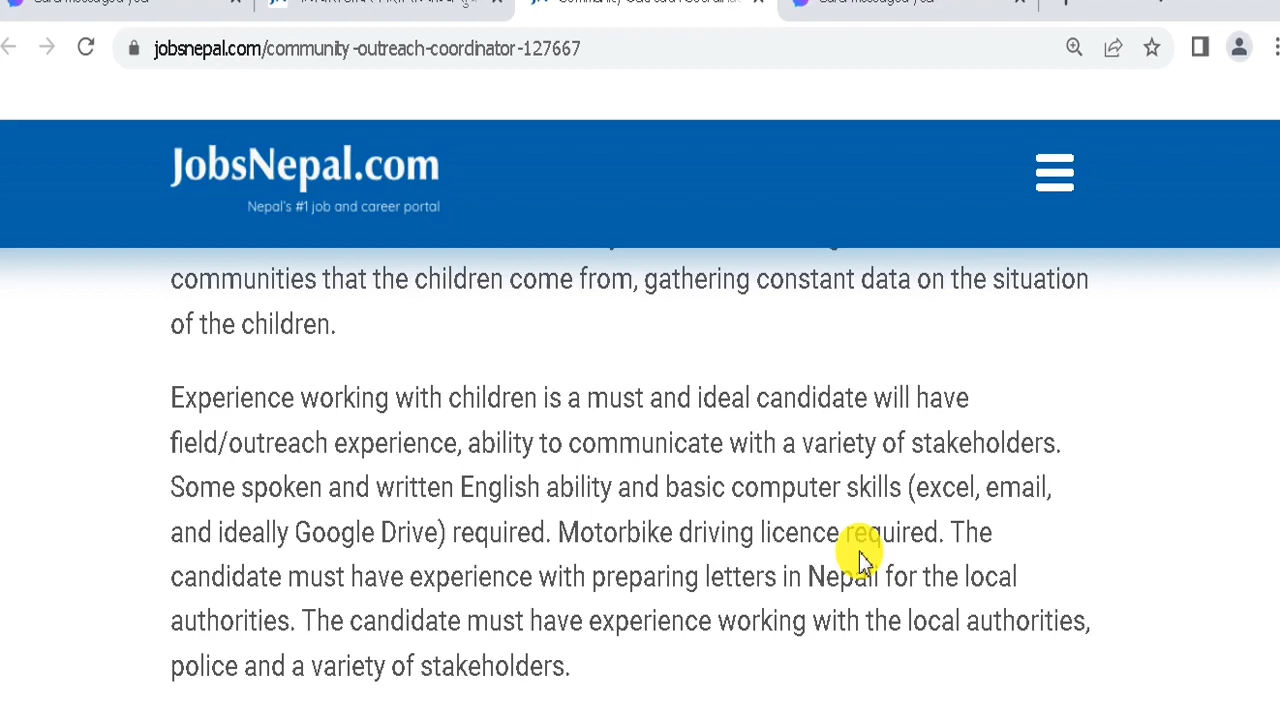 jobsnepal.com/community-outreach-coordinator-127667
JobsNepal.com
Nepal's #1 job and career portal
communities that the children come from, gathering constant data on the situation
of the children.
Experience working with children is a must and ideal candidate will have
field/outreach experience, ability to communicate with a variety of stakeholders.
Some spoken and written English ability and basic computer skills (excel, email,
and ideally Google Drive) required. Motorbike driving licence required. The
candidate must have experience with preparing letters in Nepali for the local
authorities. The candidate must have experience working with the local authorities,
police and a variety of stakeholders.